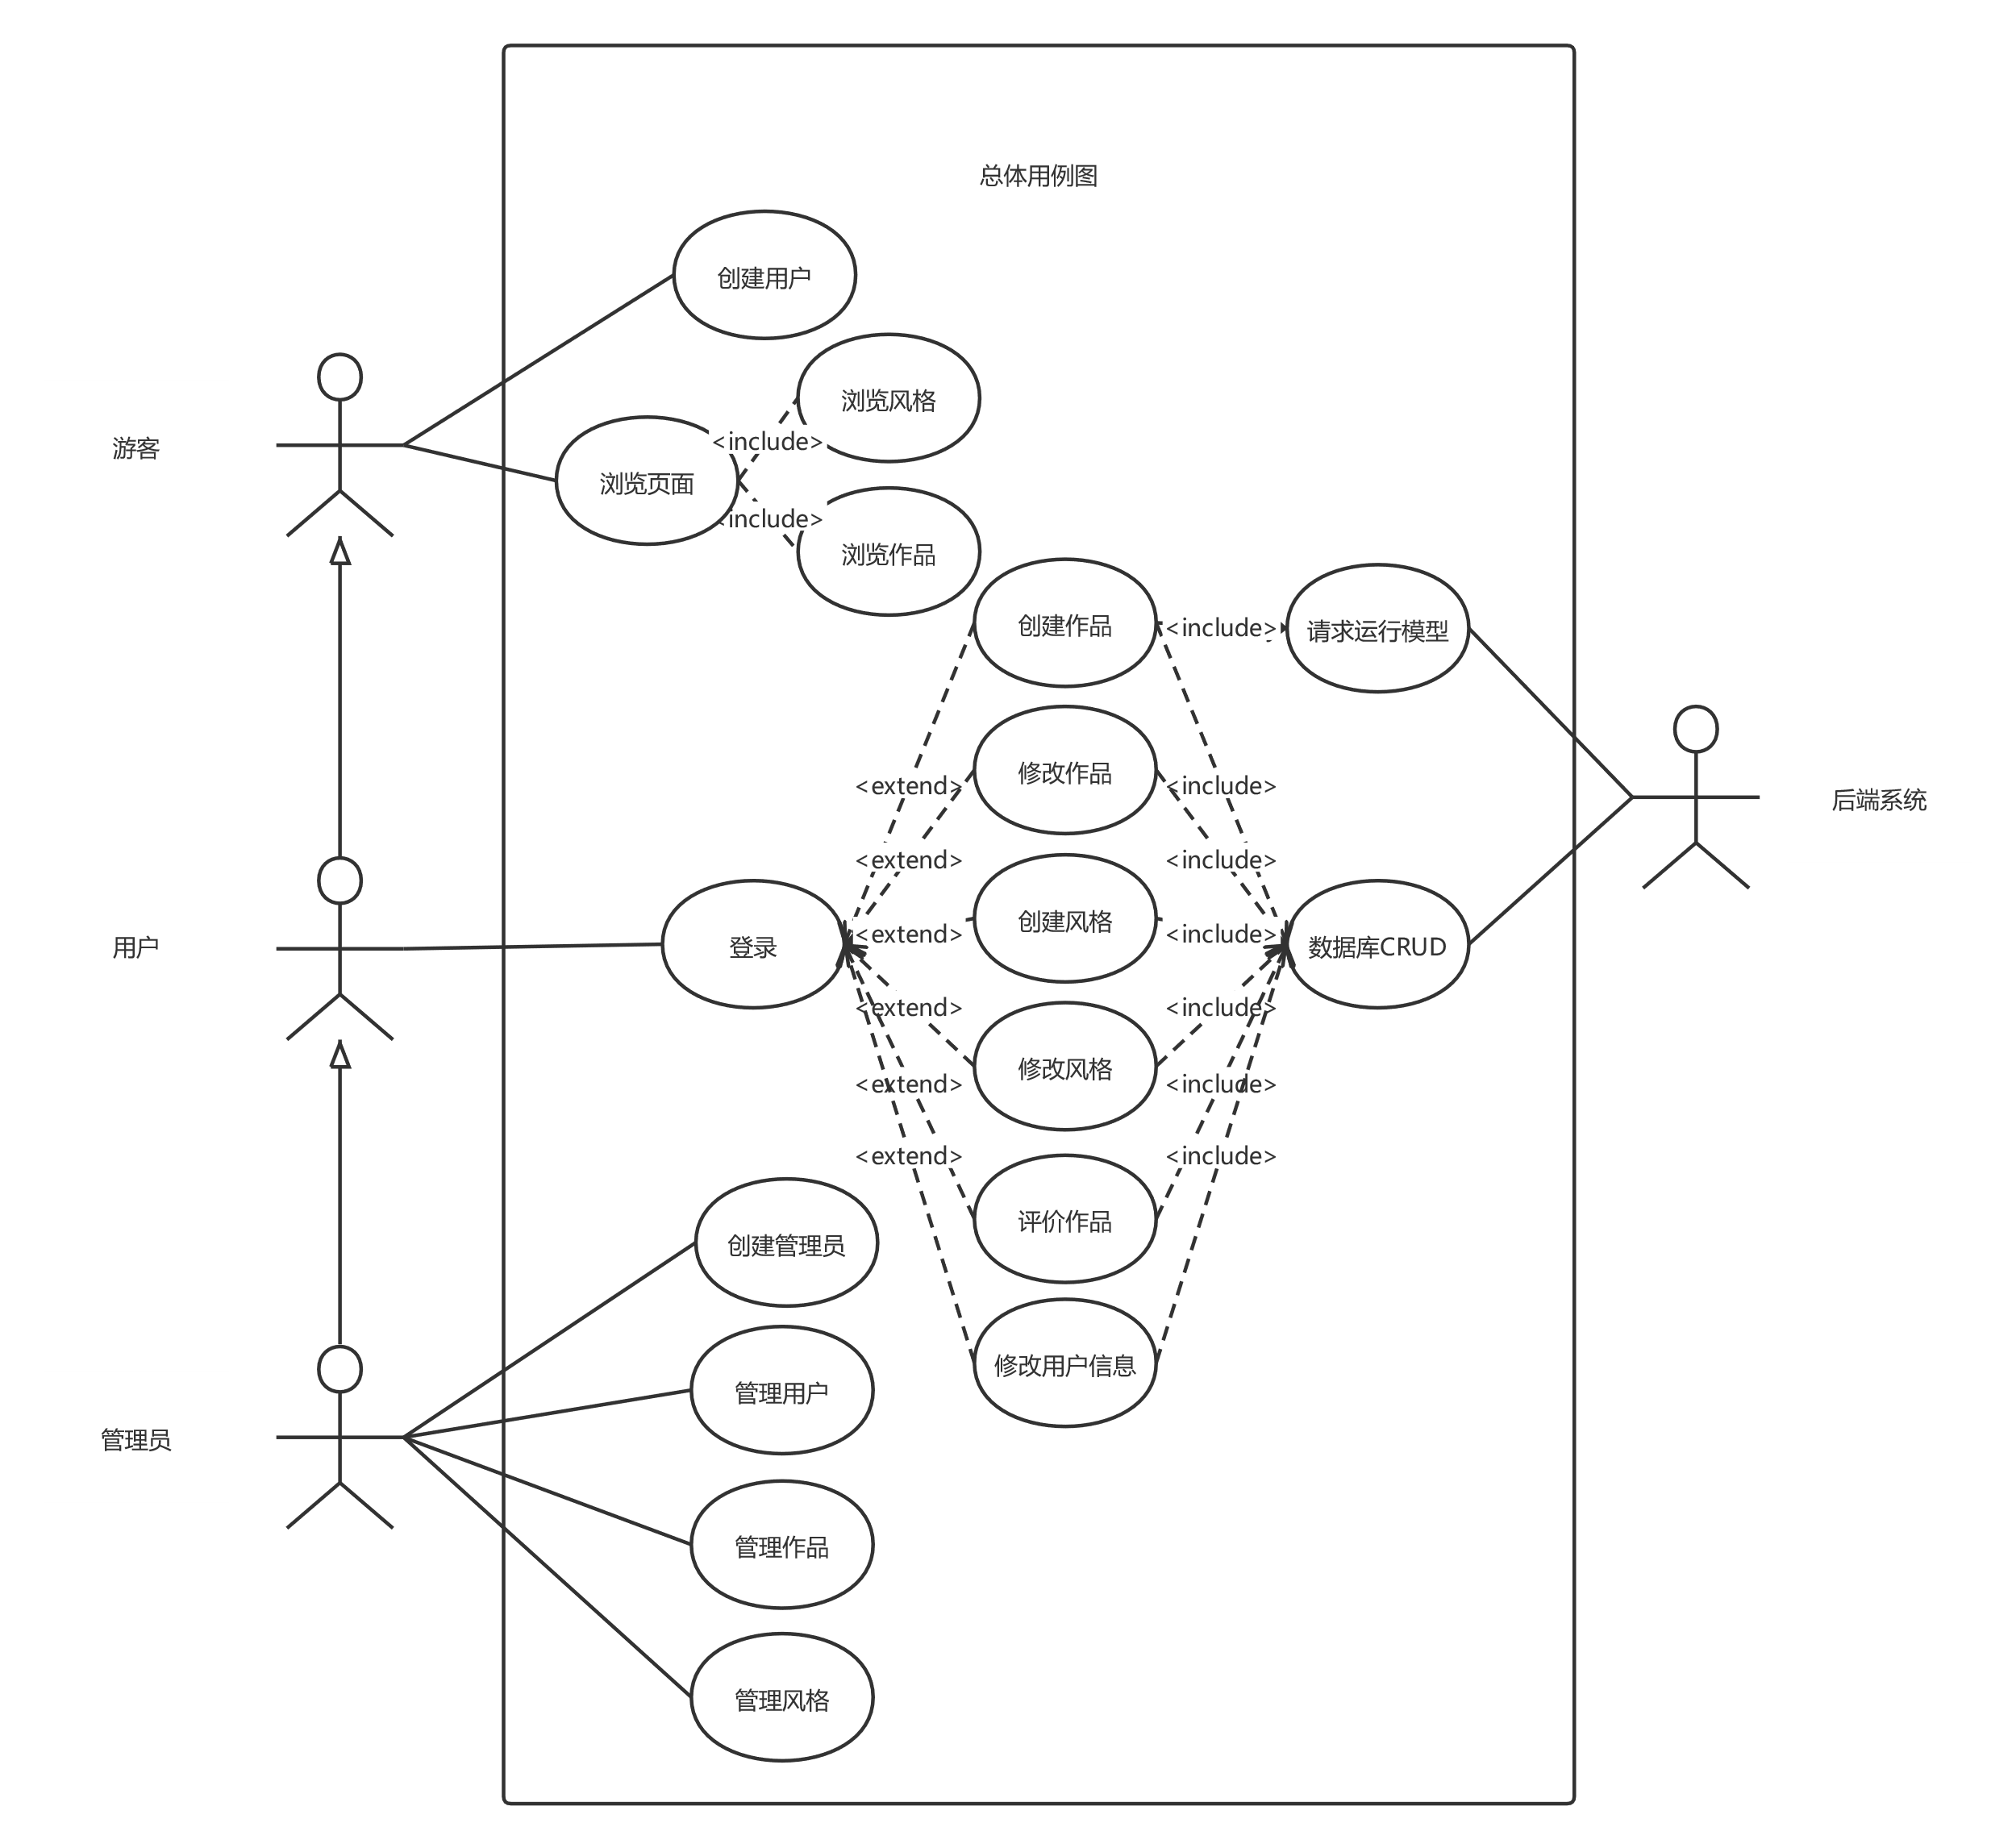 总体用例图
创建用户
浏览风格
<include>
游客
浏览页面
<include>
浏览作品
创建作品
<include>
请求运行模型
修改作品
<extend>
<include>
后端系统
<extend>
<include>
创建风格
<extend>
<include>
用户
登录
数据库CRUD
<extend>
<include>
修改风格
<extend>
<include>
<extend>
<include>
评价作品
创建管理员
修改用户信息
管理用户
管理员
管理作品
管理风格